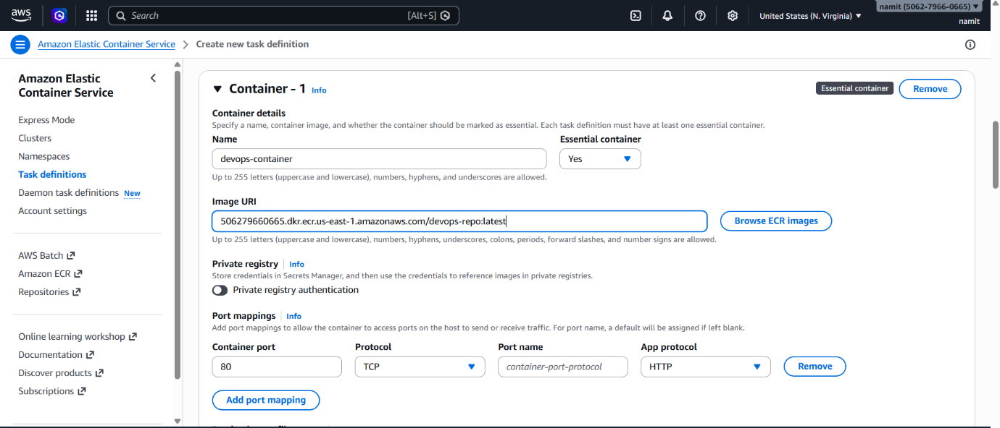 aws
Search [Alt+S]
United States (N. Virginia)
namit (5062-7966-0665)
namit
Amazon Elastic Container Service
Create new task definition
Amazon Elastic
Container Service
Express Mode
Clusters
Namespaces
Task definitions
Daemon task definitions New
Account settings
AWS Batch
Amazon ECR
Repositories
Online learning workshop
Documentation
Discover products
Subscriptions
Container - 1 Info
Essential container
Remove
Container details
Specify a name, container image, and whether the container should be marked as essential. Each task definition must have at least one essential container.
Name Essential container
devops-container Yes
Up to 255 letters (uppercase and lowercase), numbers, hyphens, and underscores are allowed.
Image URI
506279660665.dkr.ecr.us-east-1.amazonaws.com/devops-repo:latest Browse ECR images
Up to 255 letters (uppercase and lowercase), numbers, hyphens, underscores, colons, periods, forward slashes, and number signs are allowed.
Private registry Info
Store credentials in Secrets Manager, and then use the credentials to reference images in private registries.
Private registry authentication
Port mappings Info
Add port mappings to allow the container to access ports on the host to send or receive traffic. For port name, a default will be assigned if left blank.
Container port Protocol Port name App protocol
80 TCP container-port-protocol HTTP Remove
Add port mapping